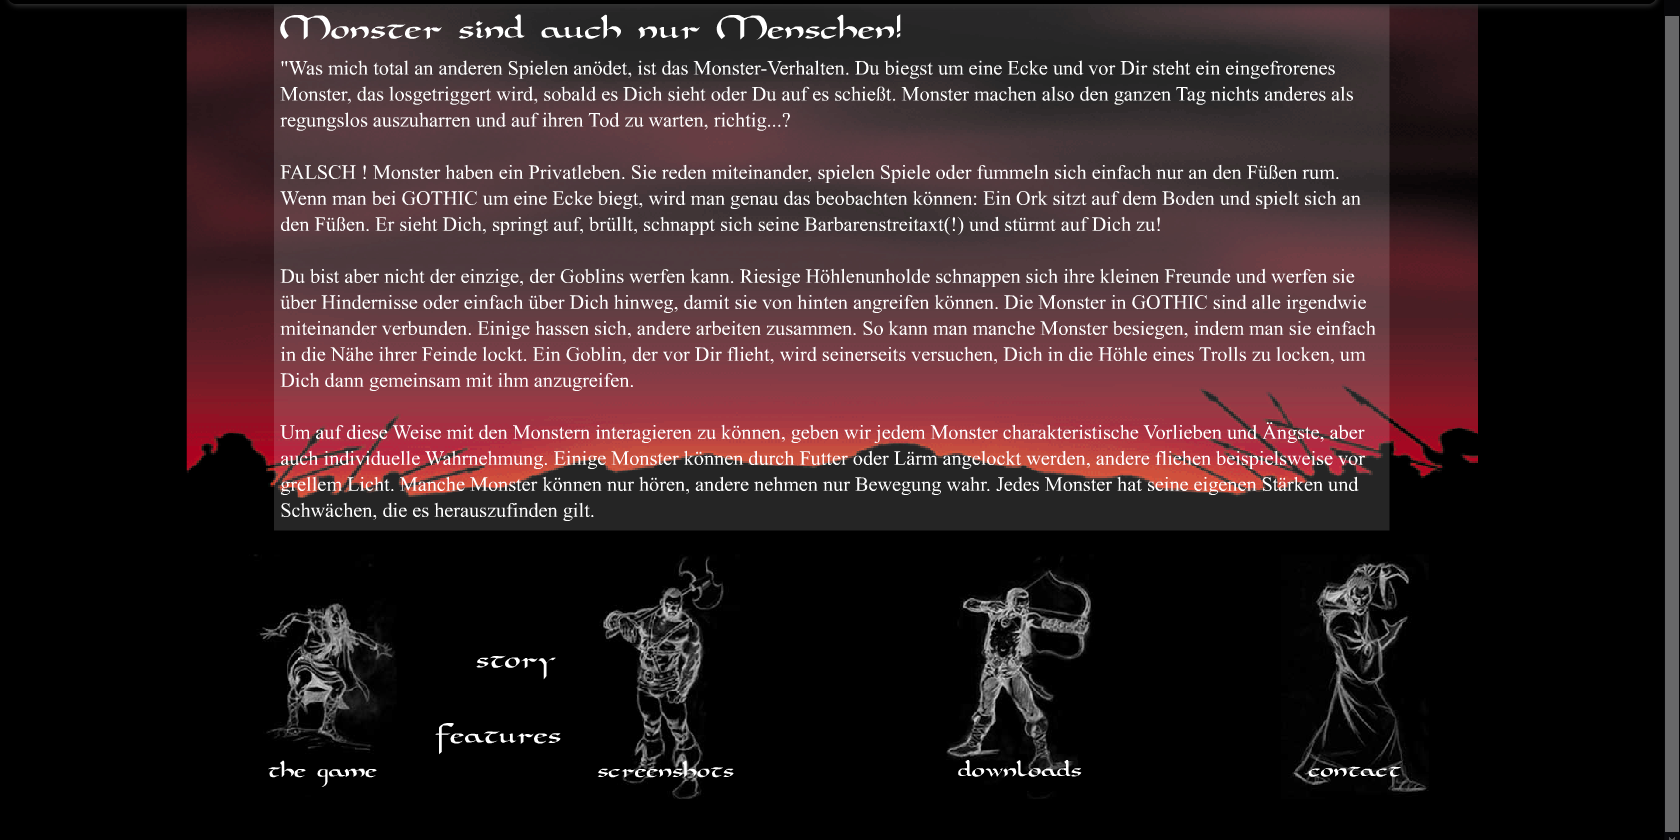 Monster sind auch nur Menschen!
"Was mich total an anderen Spielen anödet, ist das Monster-Verhalten. Du biegst um eine Ecke und vor Dir steht ein eingefrorenes
Monster, das losgetriggert wird, sobald es Dich sieht oder Du auf es schießt. Monster machen also den ganzen Tag nichts anderes als
regungslos auszuharren und auf ihren Tod zu warten, richtig...?
FALSCH ! Monster haben ein Privatleben. Sie reden miteinander, spielen Spiele oder fummeln sich einfach nur an den Füßen rum.
Wenn man bei GOTHIC um eine Ecke biegt, wird man genau das beobachten können: Ein Ork sitzt auf dem Boden und spielt sich an
den Füßen. Er sieht Dich, springt auf, brüllt, schnappt sich seine Barbarenstreitaxt(!) und stürmt auf Dich zu!
Du bist aber nicht der einzige, der Goblins werfen kann. Riesige Höhlenunholde schnappen sich ihre kleinen Freunde und werfen sie
über Hindernisse oder einfach über Dich hinweg, damit sie von hinten angreifen können. Die Monster in GOTHIC sind alle irgendwie
miteinander verbunden. Einige hassen sich, andere arbeiten zusammen. So kann man manche Monster besiegen, indem man sie einfach
in die Nähe ihrer Feinde lockt. Ein Goblin, der vor Dir flieht, wird seinerseits versuchen, Dich in die Höhle eines Trolls zu locken, um
Dich dann gemeinsam mit ihm anzugreifen.
Um auf diese Weise mit den Monstern interagieren zu können, geben wir jedem Monster charakteristische Vorlieben und Ängste, aber
auch individuelle Wahrnehmung. Einige Monster können durch Futter oder Lärm angelockt werden, andere fliehen beispielsweise vor
grellem Licht. Manche Monster können nur hören, andere nehmen nur Bewegung wahr. Jedes Monster hat seine eigenen Stärken und
Schwächen, die es herauszufinden gilt.
story
features
the game
screenshots
downloads
contact